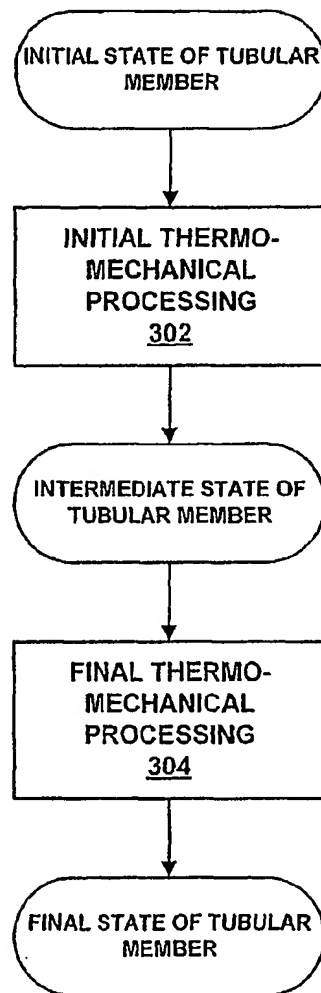 INITIAL STATE OF TUBULAR
MEMBER
INITIAL THERMO-
MECHANICAL
PROCESSING
302
INTERMEDIATE STATE OF
TUBULAR MEMBER
FINAL THERMO-
MECHANICAL
PROCESSING
304
FINAL STATE OF TUBULAR
MEMBER